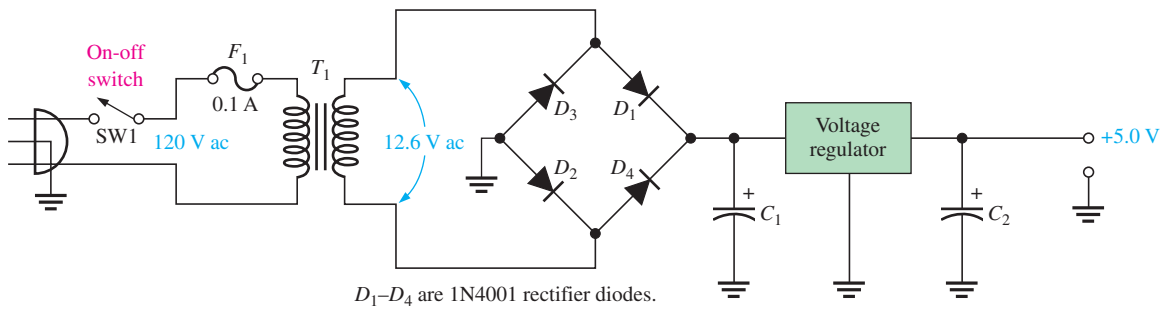 On-off
switch
SW1
120 V ac
F1
0.1 A
T1
12.6 V ac
D3
D1
D2
D4
C1
Voltage
regulator
C2
+
+
+5.0 V
D1–D4 are 1N4001 rectifier diodes.